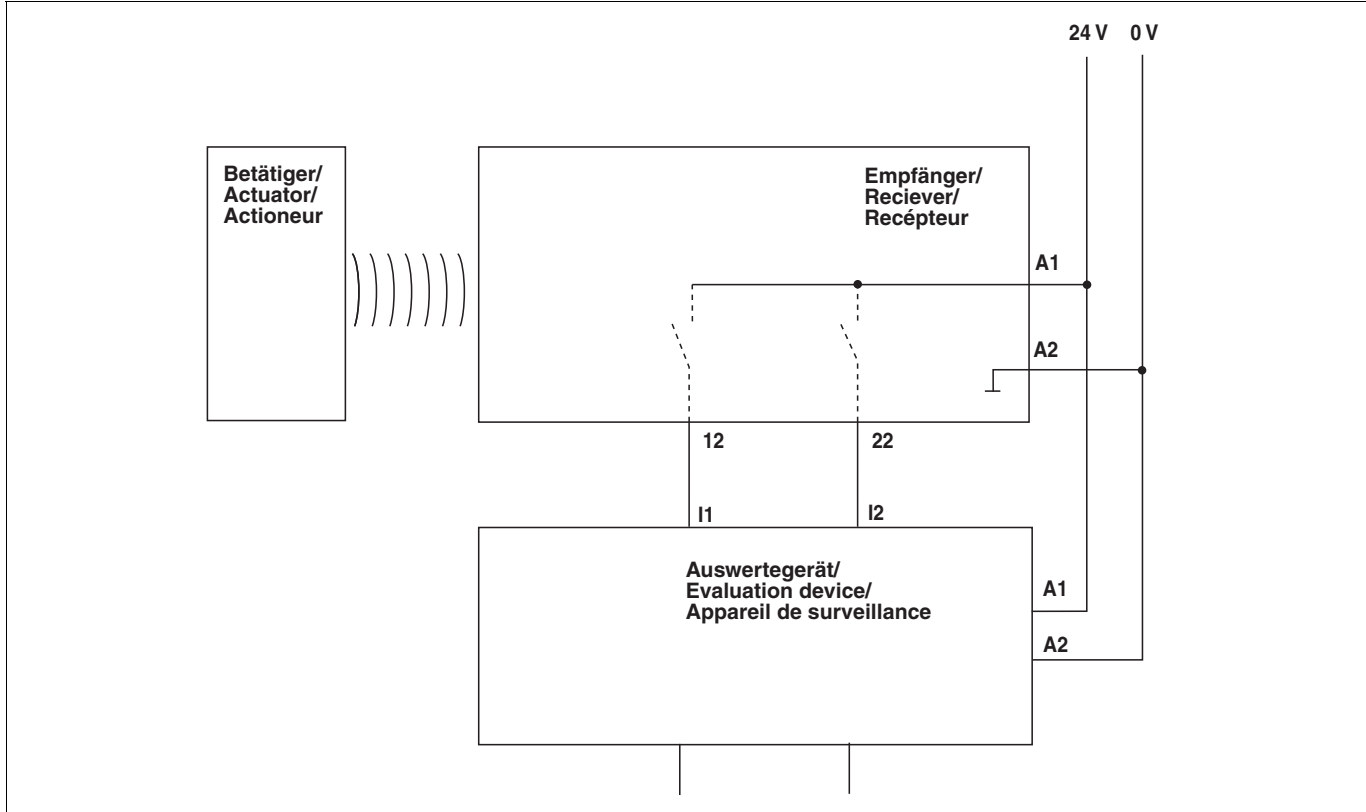 24 V 0 V
Betätiger/
Actuator/
Actioneur
Empfänger/
Reciever/
Recépteur
A1
A2
12 22
I1 I2
Auswertegerät/
Evaluation device/
Appareil de surveillance
A1
A2